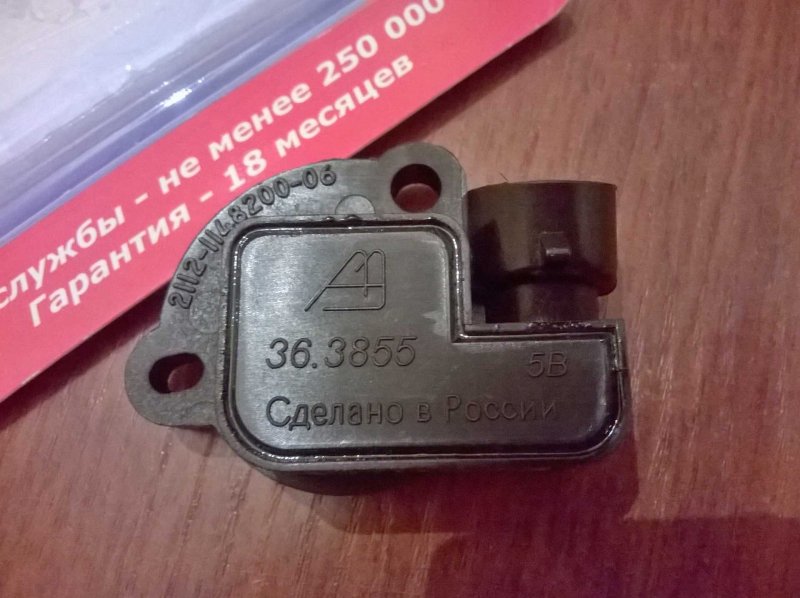 службы - не менее 250 000
Гарантия - 18 месяцев
2112-1148200-06
36.3855
5В
Сделано в России